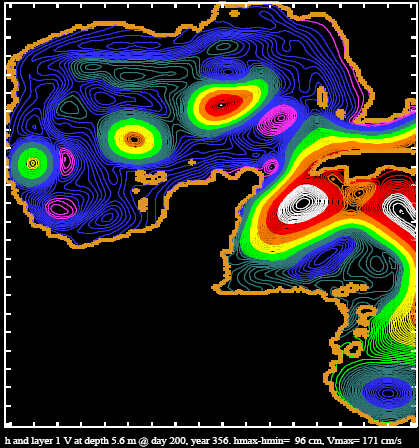 h and layer 1 V at depth 5.6 m @ day 200, year 356. hmax-hmin= 96 cm, Vmax= 171 cm/s